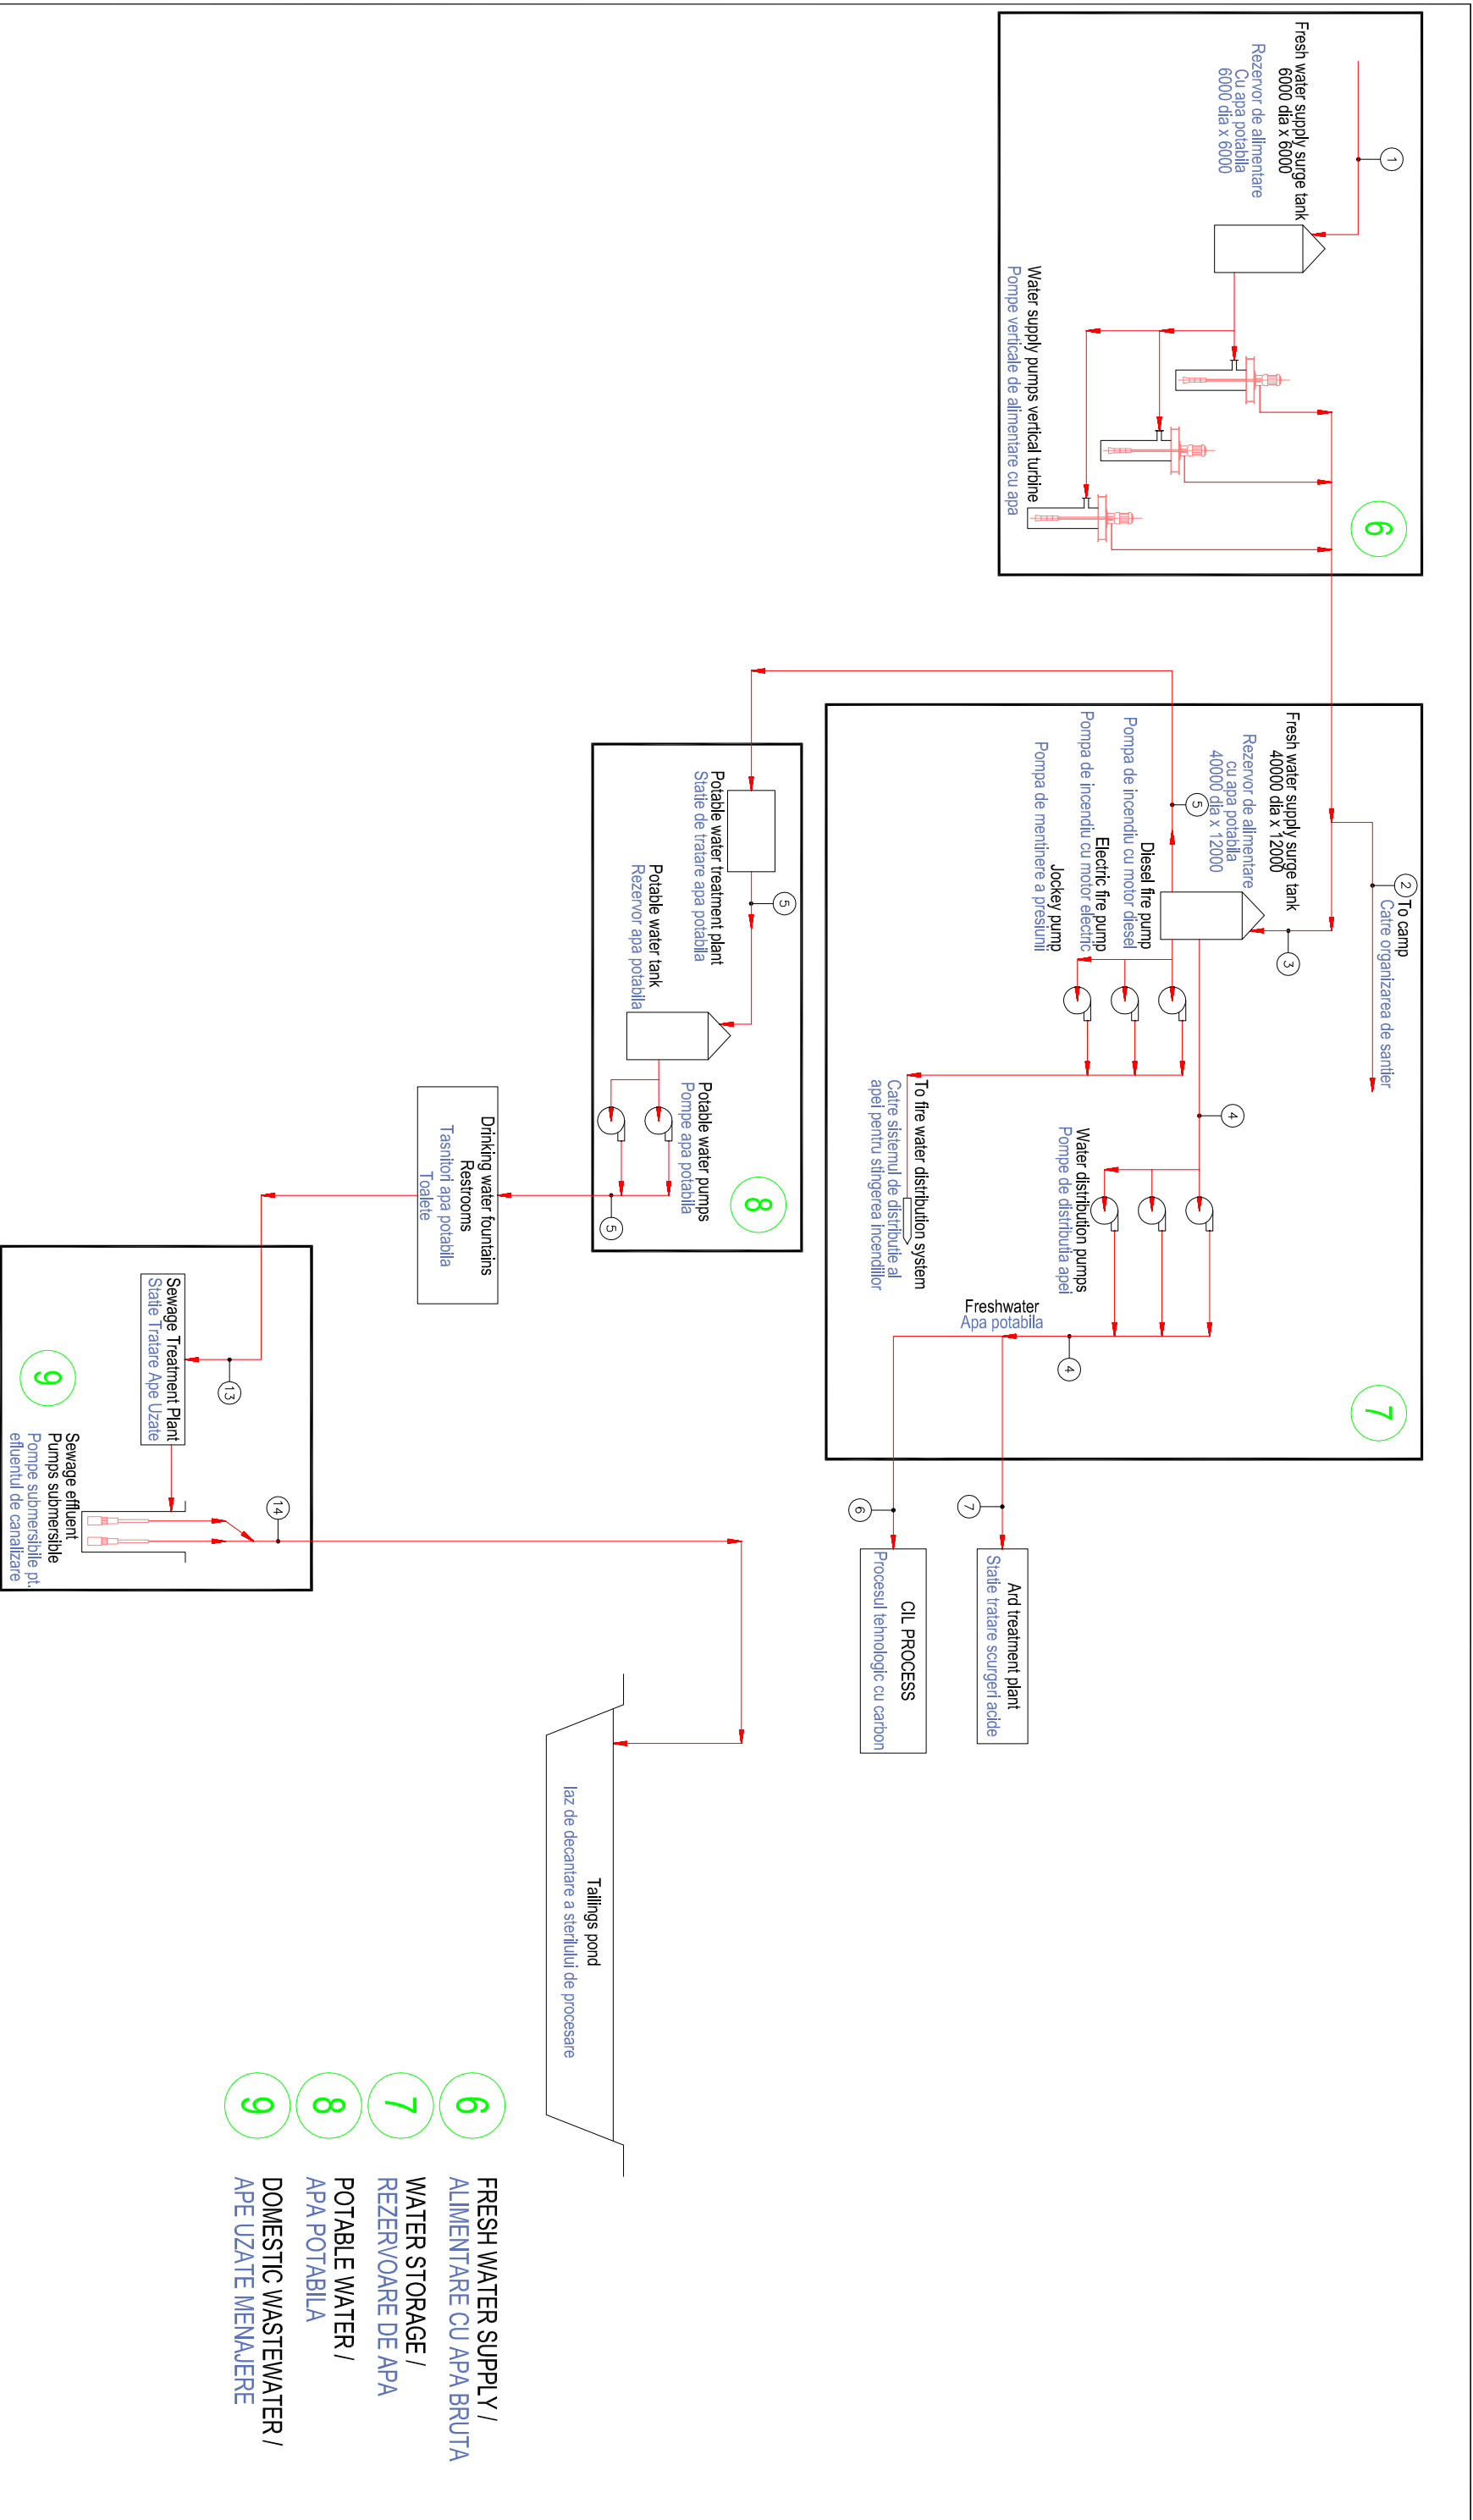 1
Fresh water supply surge tank
6000 dia x 6000
Rezervor de alimentare
Cu apa potabila
6000 dia x 6000
Water supply pumps vertical turbine
Pompe verticale de alimentare cu apa
6
2
To camp
Catre organizarea de santier
Fresh water supply surge tank
40000 dia x 12000
Rezervor de alimentare
cu apa potabila
40000 dia x 12000
3
5
Diesel fire pump
Pompa de incendiu cu motor diesel
Electric fire pump
Pompa de incendiu cu motor electric
Jockey pump
Pompa de mentinere a presiunii
4
Water distribution pumps
Pompe de distributia apei
To fire water distribution system
Catre sistemul de distributie al
apei pentru stingerea incendiilor
Freshwater
Apa potabila
4
7
7
Ard treatment plant
Statie tratare scurgeri acide
6
CIL PROCESS
Procesul tehnologic cu carbon
Potable water treatment plant
Statie de tratare apa potabila
5
Potable water tank
Rezervor apa potabila
Potable water pumps
Pompe apa potabila
8
5
Drinking water fountains
Restrooms
Tasnitori apa potabila
Toalete
13
Sewage Treatment Plant
Statie Tratare Ape Uzate
9
14
Sewage effluent
Pumps submersible
Pompe submersibile pt.
efluentul de canalizare
Tailings pond
Iaz de decantare a sterilului de procesare
6
FRESH WATER SUPPLY /
ALIMENTARE CU APA BRUTA
7
WATER STORAGE /
REZERVOARE DE APA
8
POTABLE WATER /
APA POTABILA
9
DOMESTIC WASTEWATER /
APE UZATE MENAJERE